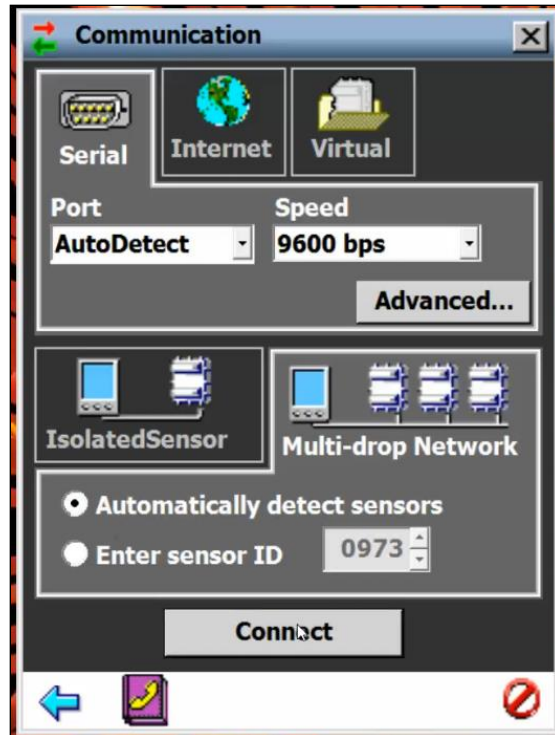 Communication
Serial
Internet
Virtual
Port
Speed
AutoDetect
9600 bps
Advanced...
IsolatedSensor
Multi-drop Network
Automatically detect sensors
Enter sensor ID
0973
Connect